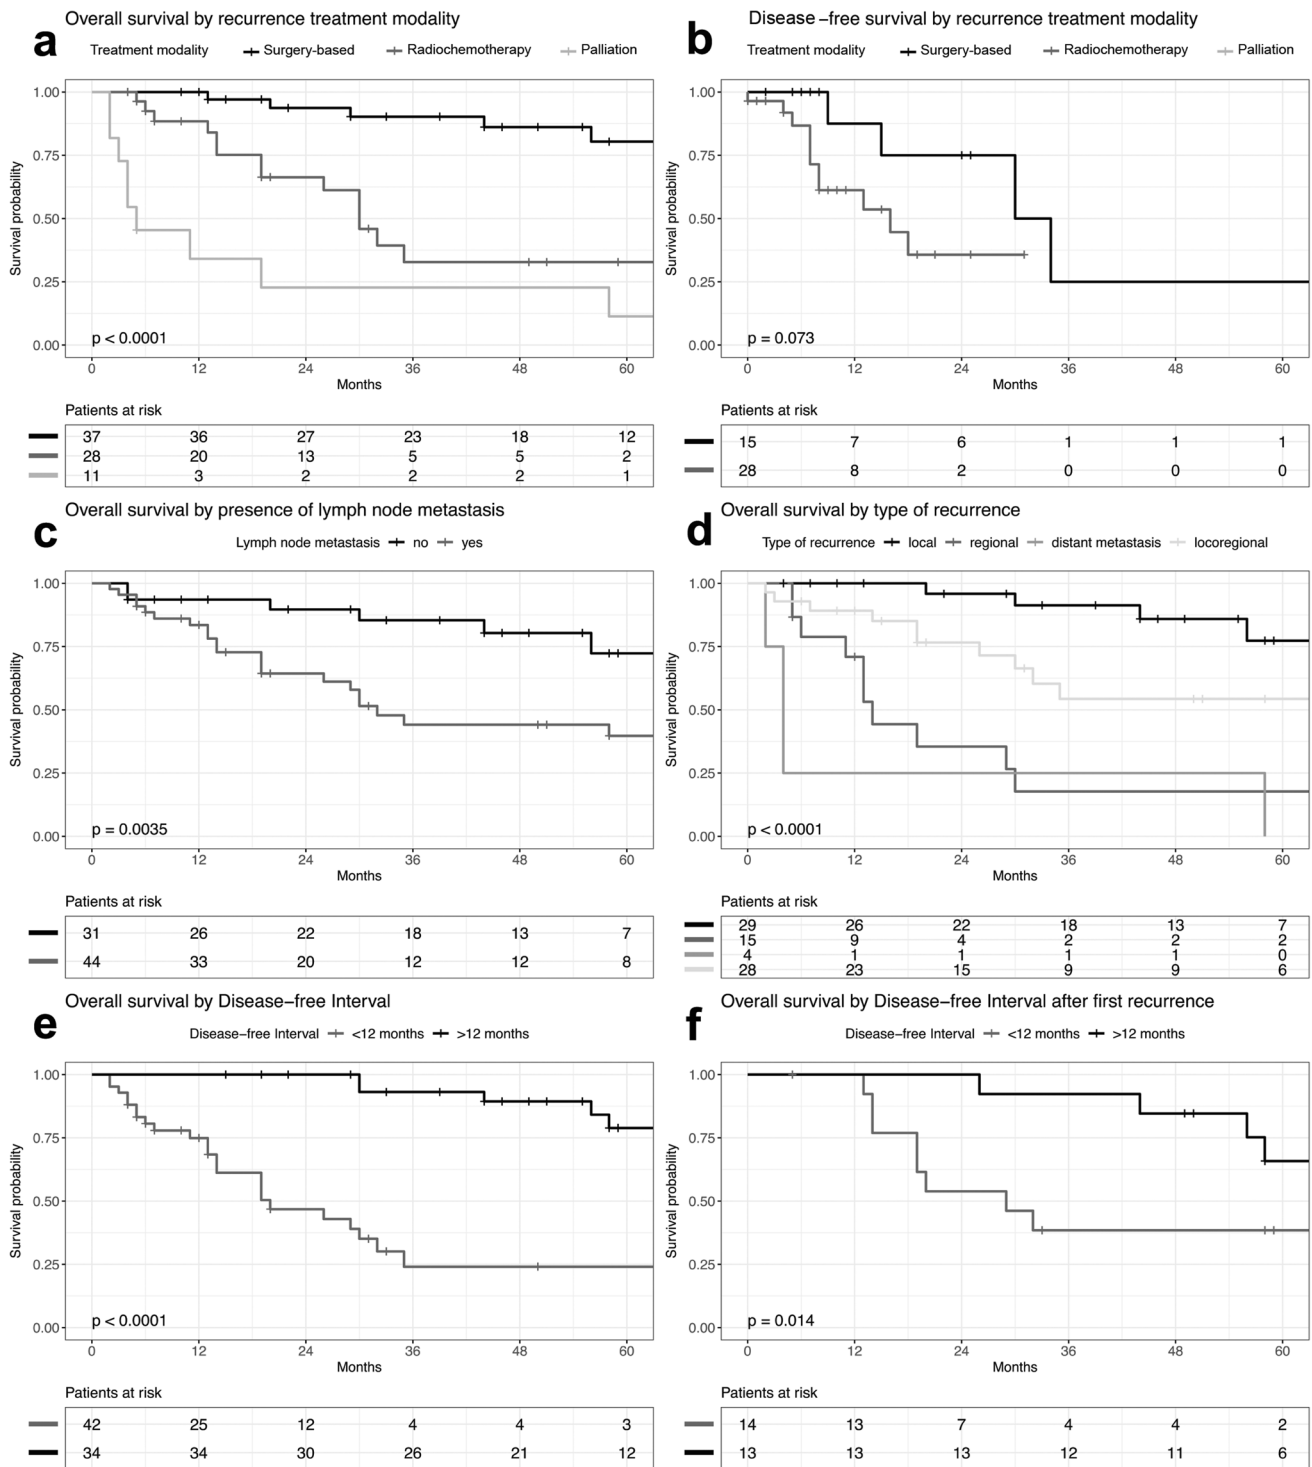 a
Overall survival by recurrence treatment modality
Treatment modality Surgery-based Radiochemotherapy Palliation
Survival probability
1.00
0.75
0.50
0.25
0.00
p < 0.0001
0 12 24 36 48 60
Months
Patients at risk
37 36 27 23 18 12
28 20 13 5 5 2
11 3 2 2 2 1
b
Disease-free survival by recurrence treatment modality
Treatment modality Surgery-based Radiochemotherapy Palliation
Survival probability
1.00
0.75
0.50
0.25
0.00
p = 0.073
0 12 24 36 48 60
Months
Patients at risk
15 7 6 1 1 1
28 8 2 0 0 0
c
Overall survival by presence of lymph node metastasis
Lymph node metastasis no yes
Survival probability
1.00
0.75
0.50
0.25
0.00
p = 0.0035
0 12 24 36 48 60
Months
Patients at risk
31 26 22 18 13 7
44 33 20 12 12 8
d
Overall survival by type of recurrence
Type of recurrence local regional distant metastasis locoregional
Survival probability
1.00
0.75
0.50
0.25
0.00
p < 0.0001
0 12 24 36 48 60
Months
Patients at risk
29 26 22 18 13 7
15 9 4 2 2 2
4 1 1 1 1 0
28 23 15 9 9 6
e
Overall survival by Disease-free Interval
Disease-free Interval <12 months >12 months
Survival probability
1.00
0.75
0.50
0.25
0.00
p < 0.0001
0 12 24 36 48 60
Months
Patients at risk
42 25 12 4 4 3
34 34 30 26 21 12
f
Overall survival by Disease-free Interval after first recurrence
Disease-free Interval <12 months >12 months
Survival probability
1.00
0.75
0.50
0.25
0.00
p = 0.014
0 12 24 36 48 60
Months
Patients at risk
14 13 7 4 4 2
13 13 13 12 11 6